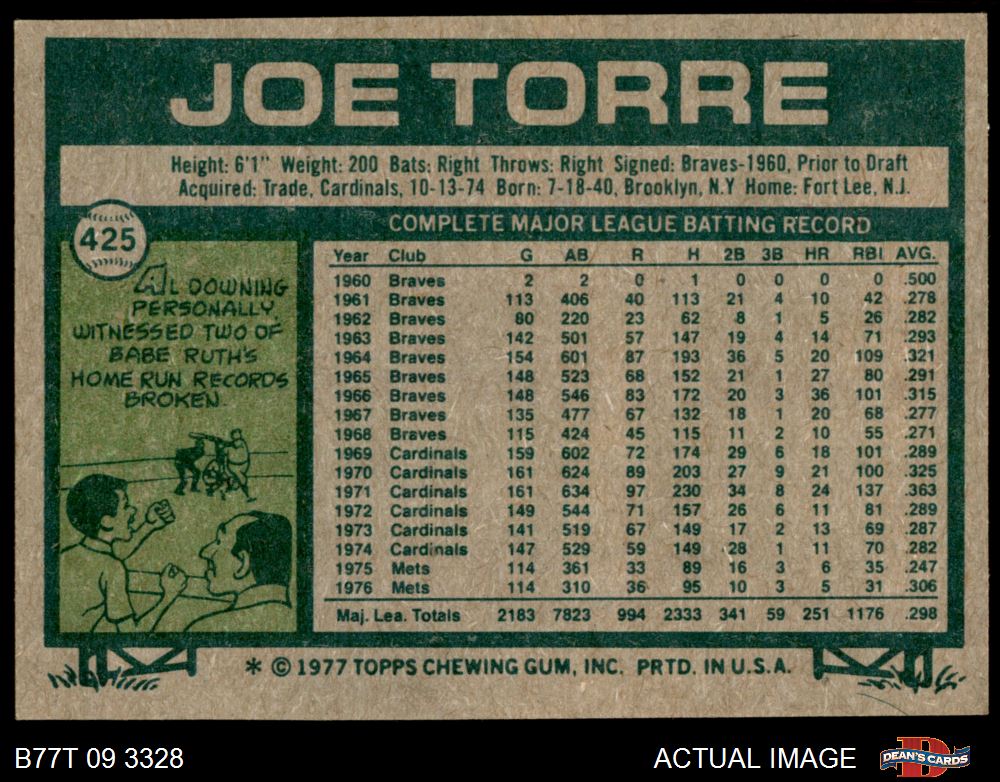 JOE TORRE
Height: 6'1" Weight: 200 Bats: Right Throws: Right Signed: Braves-1960, Prior to Draft
Acquired: Trade, Cardinals, 10-13-74 Born: 7-18-40, Brooklyn, N.Y Home: Fort Lee, N.J.
425
AL DOWNING
PERSONALLY
WITNESSED TWO OF
BABE RUTH'S
HOME RUN RECORDS
BROKEN.
COMPLETE MAJOR LEAGUE BATTING RECORD
Year Club G AB R H 2B 3B HR RBI AVG.
1960 Braves 2 2 0 1 0 0 0 0 .500
1961 Braves 113 406 40 113 21 4 10 42 .278
1962 Braves 80 220 23 62 8 1 5 26 .282
1963 Braves 142 501 57 147 19 4 14 71 .293
1964 Braves 154 601 87 193 36 5 20 109 .321
1965 Braves 148 523 68 152 21 1 27 80 .291
1966 Braves 148 546 83 172 20 3 36 101 .315
1967 Braves 135 477 67 132 18 1 20 68 .277
1968 Braves 115 424 45 115 11 2 10 55 .271
1969 Cardinals 159 602 72 174 29 6 18 101 .289
1970 Cardinals 161 624 89 203 27 9 21 100 .325
1971 Cardinals 161 634 97 230 34 8 24 137 .363
1972 Cardinals 149 544 71 157 26 6 11 81 .289
1973 Cardinals 141 519 67 149 17 2 13 69 .287
1974 Cardinals 147 529 59 149 28 1 11 70 .282
1975 Mets 114 361 33 89 16 3 6 35 .247
1976 Mets 114 310 36 95 10 3 5 31 .306
Maj. Lea. Totals 2183 7823 994 2333 341 59 251 1176 .298
* © 1977 TOPPS CHEWING GUM, INC. PRTD. IN U.S.A.
B77T 09 3328
ACTUAL IMAGE
D
DEAN'S CARDS